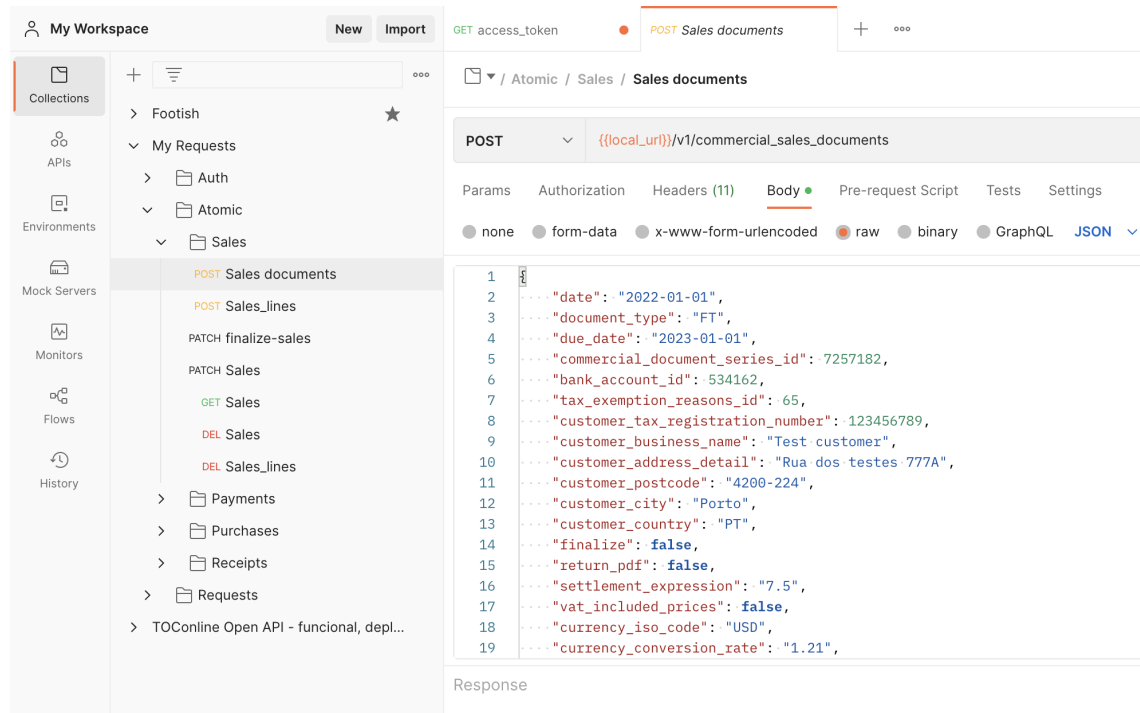 My Workspace
New
Import
Collections
APIs
Environments
Mock Servers
Monitors
Flows
History
Footish
My Requests
Auth
Atomic
Sales
POST Sales documents
POST Sales_lines
PATCH finalize-sales
PATCH Sales
GET Sales
DEL Sales
DEL Sales_lines
Payments
Purchases
Receipts
Requests
TOConline Open API - funcional, depl...
GET access_token
POST Sales documents
/ Atomic / Sales / Sales documents
POST
{{local_url}}/v1/commercial_sales_documents
Params Authorization Headers (11) Body Pre-request Script Tests Settings
none form-data x-www-form-urlencoded raw binary GraphQL JSON
1 {
2 "date": "2022-01-01",
3 "document_type": "FT",
4 "due_date": "2023-01-01",
5 "commercial_document_series_id": 7257182,
6 "bank_account_id": 534162,
7 "tax_exemption_reasons_id": 65,
8 "customer_tax_registration_number": 123456789,
9 "customer_business_name": "Test customer",
10 "customer_address_detail": "Rua dos testes 777A",
11 "customer_postcode": "4200-224",
12 "customer_city": "Porto",
13 "customer_country": "PT",
14 "finalize": false,
15 "return_pdf": false,
16 "settlement_expression": "7.5",
17 "vat_included_prices": false,
18 "currency_iso_code": "USD",
19 "currency_conversion_rate": "1.21",
Response